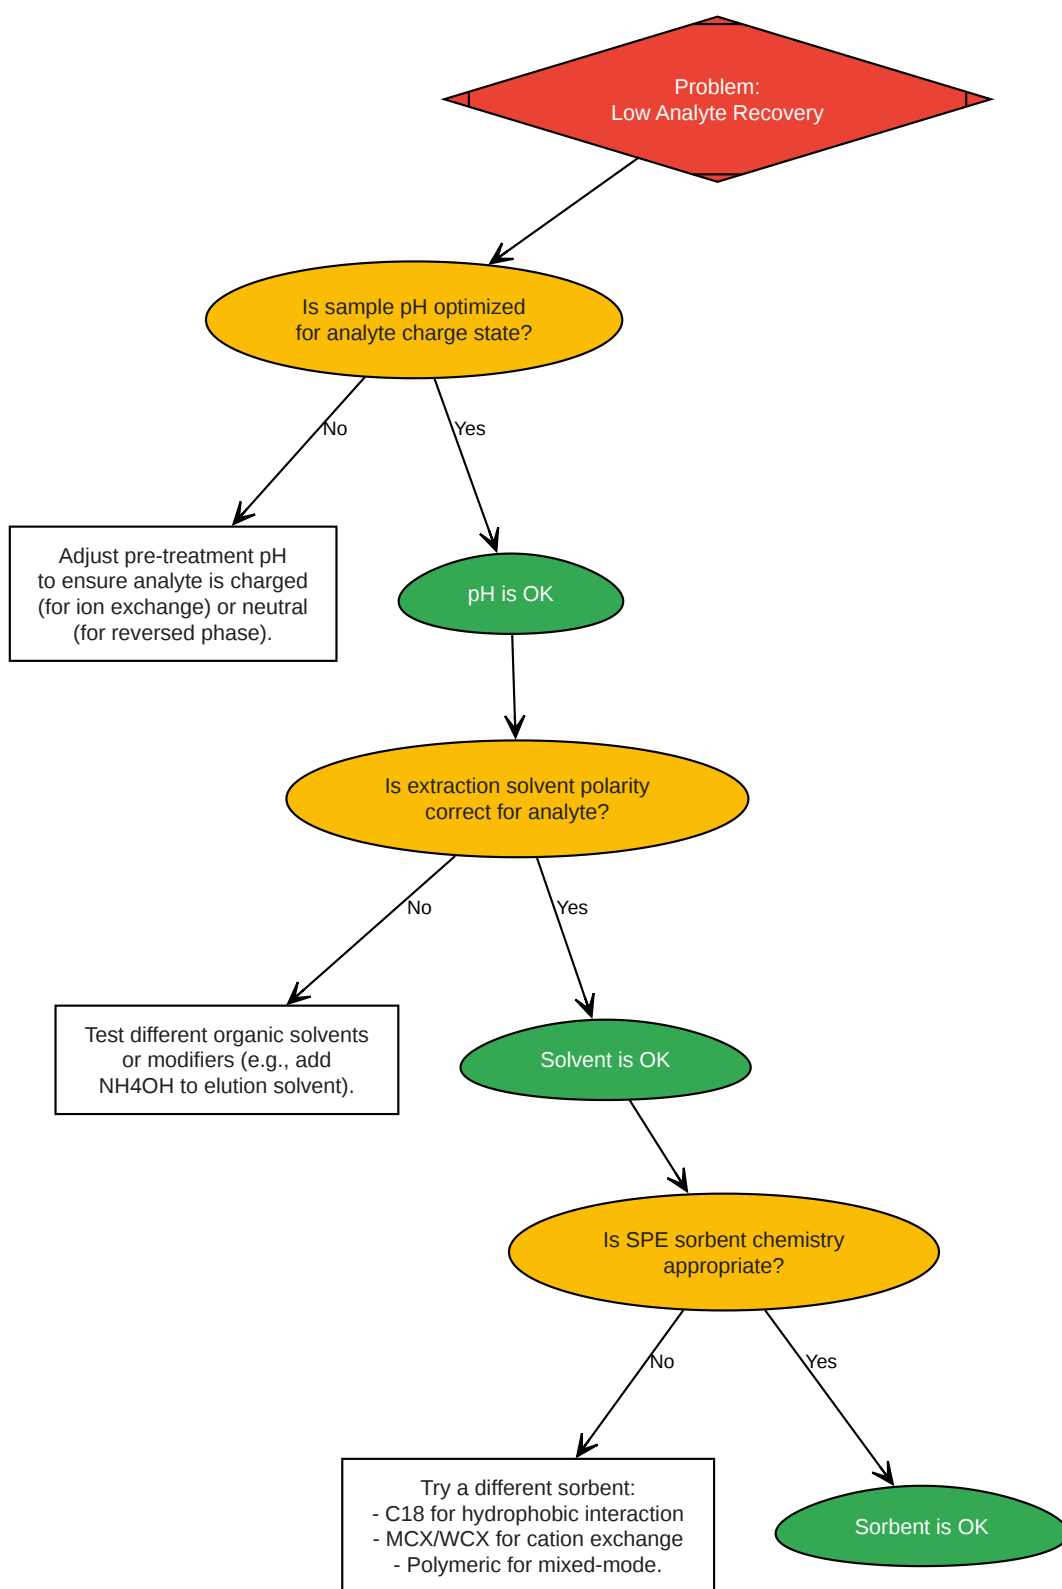 Problem:
Low Analyte Recovery
Is sample pH optimized
for analyte charge state?
No
Yes
Adjust pre-treatment pH
to ensure analyte is charged
(for ion exchange) or neutral
(for reversed phase).
pH is OK
Is extraction solvent polarity
correct for analyte?
No
Yes
Test different organic solvents
or modifiers (e.g., add
NH4OH to elution solvent).
Solvent is OK
Is SPE sorbent chemistry
appropriate?
No
Yes
Try a different sorbent:
- C18 for hydrophobic interaction
- MCX/WCX for cation exchange
- Polymeric for mixed-mode.
Sorbent is OK